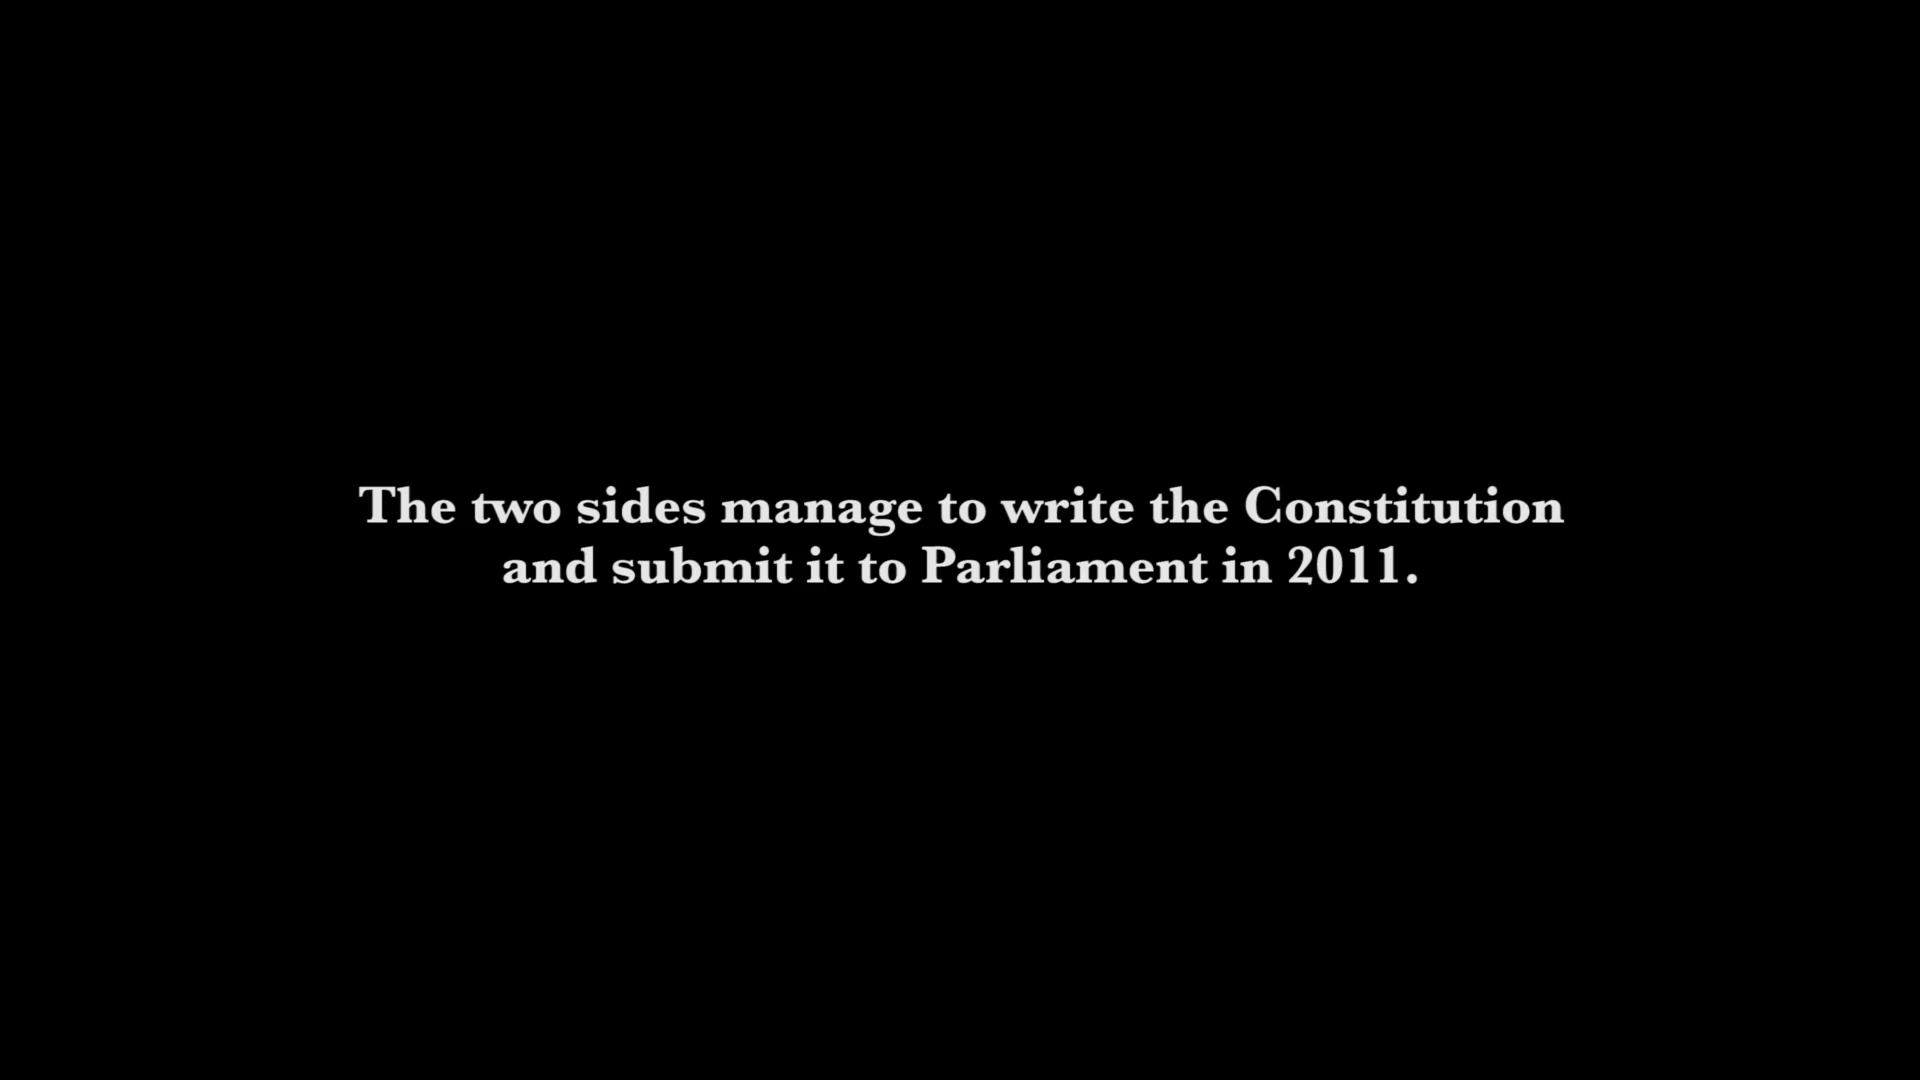 The two sides manage to write the Constitution
and submit it to Parliament in 2011.